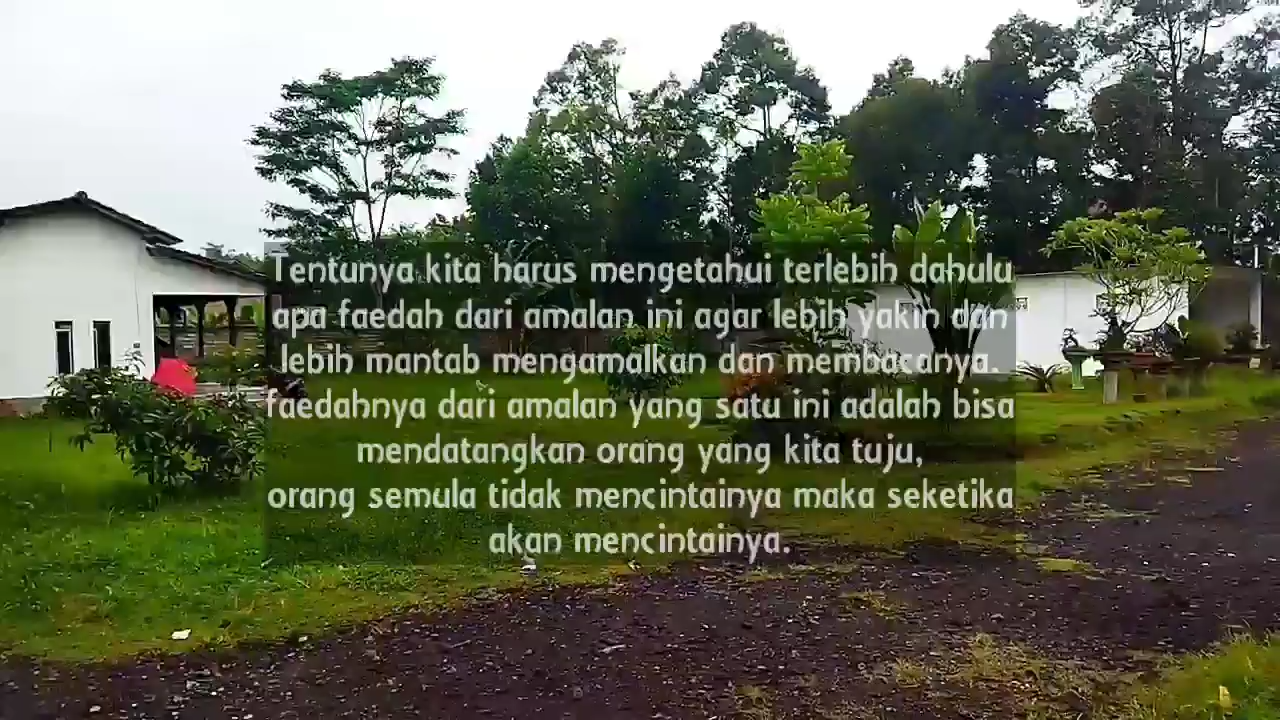 Tentunya kita harus mengetahui terlebih dahulu
apa faedah dari amalan ini agar lebih yakin dan
lebih mantab mengamalkan dan membacanya.
faedahnya dari amalan yang satu ini adalah bisa
mendatangkan orang yang kita tuju,
orang semula tidak mencintainya maka seketika
akan mencintainya.